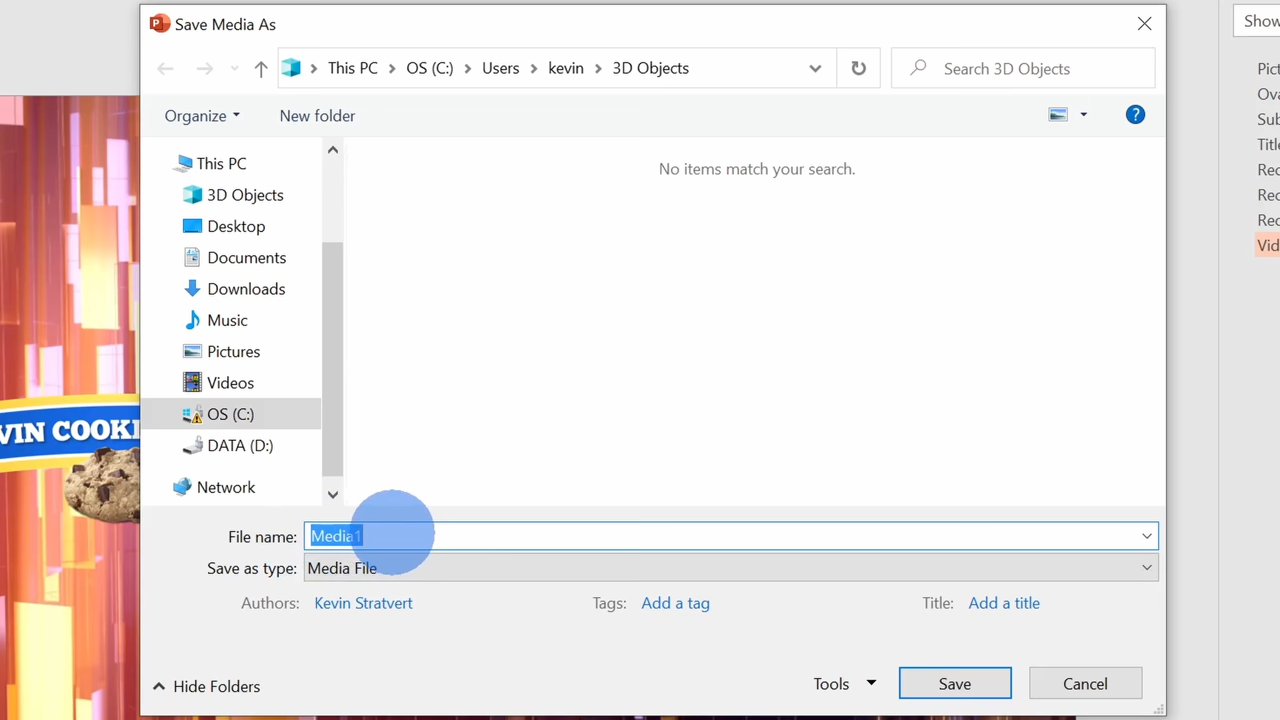 Save Media As
Show
This PC > OS (C:) > Users > kevin > 3D Objects
Search 3D Objects
Organize
New folder
This PC
3D Objects
Desktop
Documents
Downloads
Music
Pictures
Videos
OS (C:)
DATA (D:)
Network
No items match your search.
Pict
Ova
Sub
Title
Rec
Rec
Rec
Vid
VIN COOKI
File name: Media1
Save as type: Media File
Authors: Kevin Stratvert
Tags: Add a tag
Title: Add a title
Hide Folders
Tools
Save
Cancel